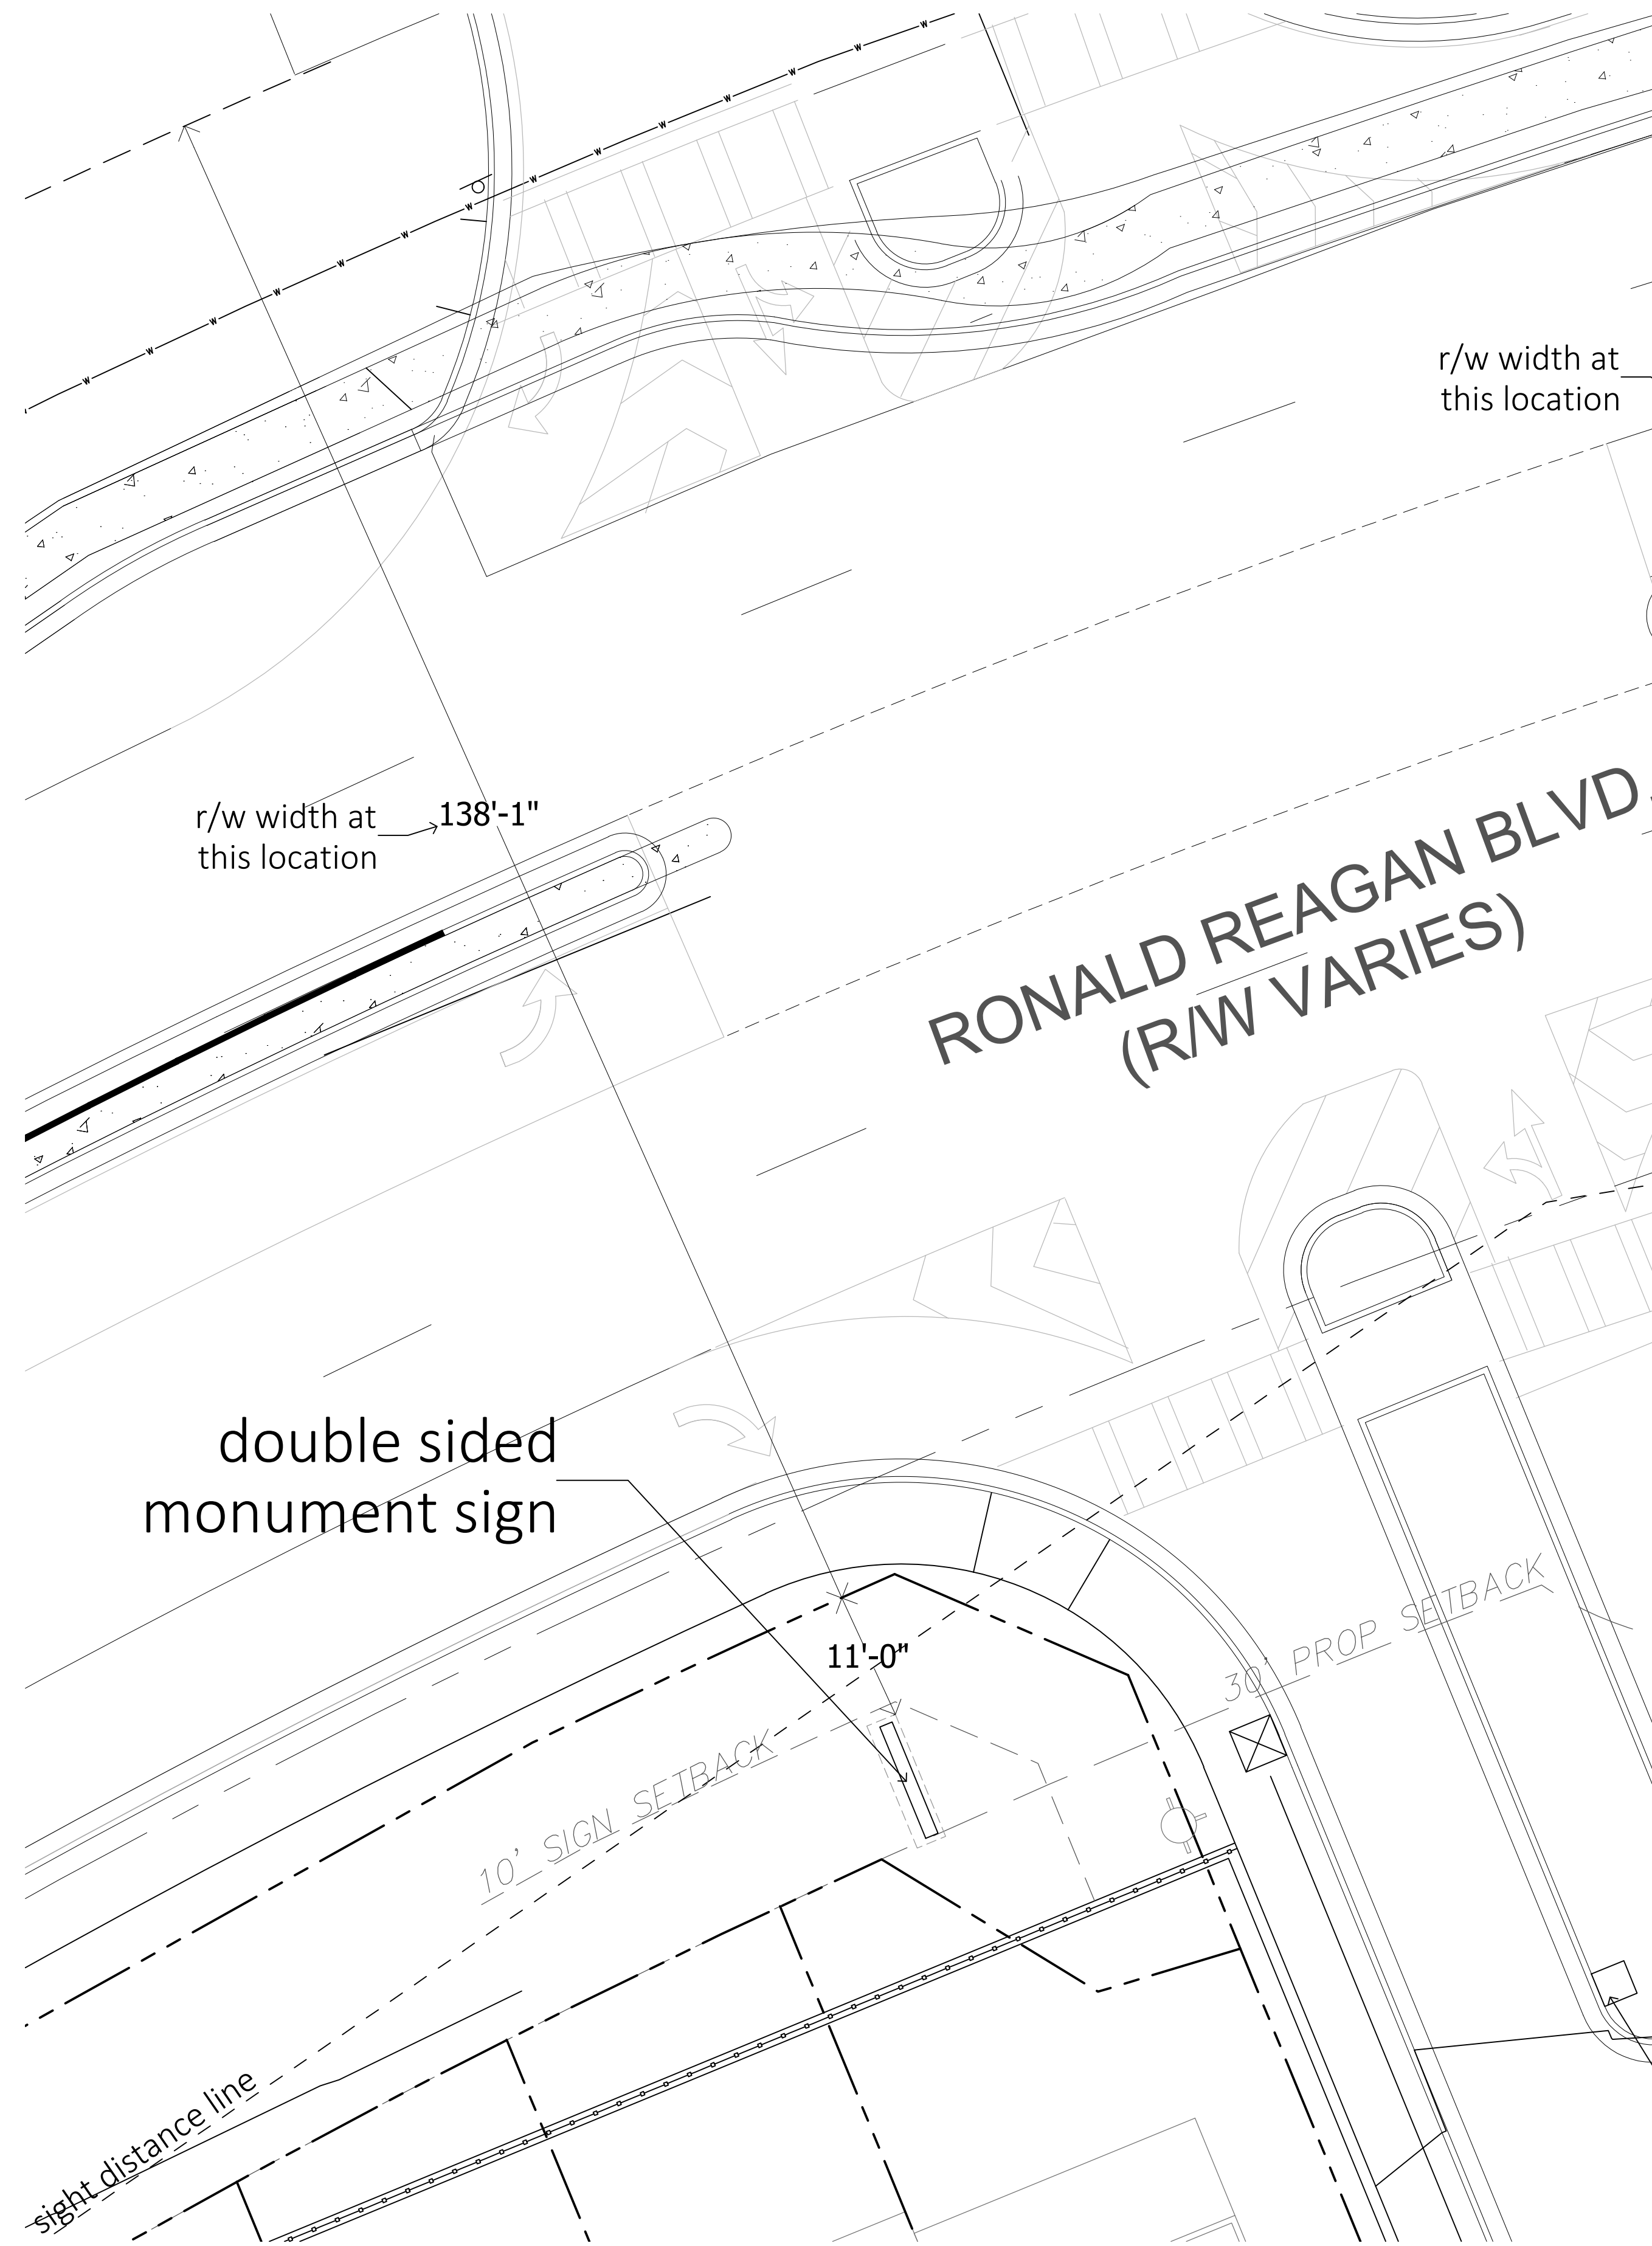 W W W W W W W W W W W W W W
r/w width at
this location
r/w width at
this location
138'-1"
RONALD REAGAN BLVD.
(R/W VARIES)
double sided
monument sign
11'-0"
30' PROP SETBACK
10' SIGN SETBACK
sight distance line